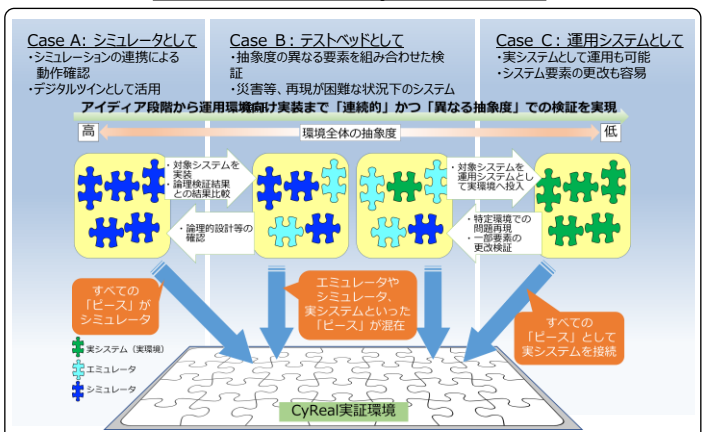 Case A: シミュレータとして
・シミュレーションの連携による
動作確認
・デジタルツインとして活用
Case B: テストベッドとして
・抽象度の異なる要素を組み合わせた検
証
・災害等、再現が困難な状況下のシステム
Case C: 運用システムとして
・実システムとして運用も可能
・システム要素の更改も容易
アイディア段階から運用環境向け実装まで「連続的」かつ「異なる抽象度」での検証を実現
高
環境全体の抽象度
低
・対象システムを
実装
・論理検証結果
との結果比較
・論理的設計等の
確認
・対象システムを
運用システムとし
て実環境へ投入
・特定環境での
問題再現
・一部要素の
更改検証
すべての
「ピース」が
シミュレータ
エミュレータや
シミュレータ、
実システムといった
「ピース」が混在
すべての
「ピース」として
実システムを接続
実システム（実環境）
エミュレータ
シミュレータ
CyReal実証環境